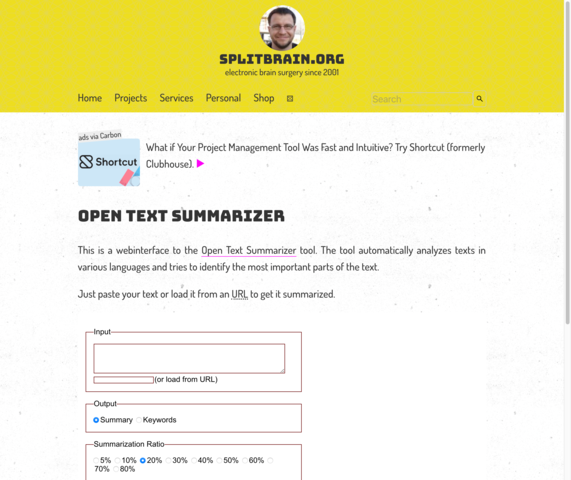 SPLITBRAIN.ORG
electronic brain surgery since 2001
Home Projects Services Personal Shop
Search
ads via Carbon
Shortcut
What if Your Project Management Tool Was Fast and Intuitive? Try Shortcut (formerly
Clubhouse).
OPEN TEXT SUMMARIZER
This is a webinterface to the Open Text Summarizer tool. The tool automatically analyzes texts in
various languages and tries to identify the most important parts of the text.
Just paste your text or load it from an URL to get it summarized.
Input
(or load from URL)
Output
Summary Keywords
Summarization Ratio
5% 10% 20% 30% 40% 50% 60%
70% 80%